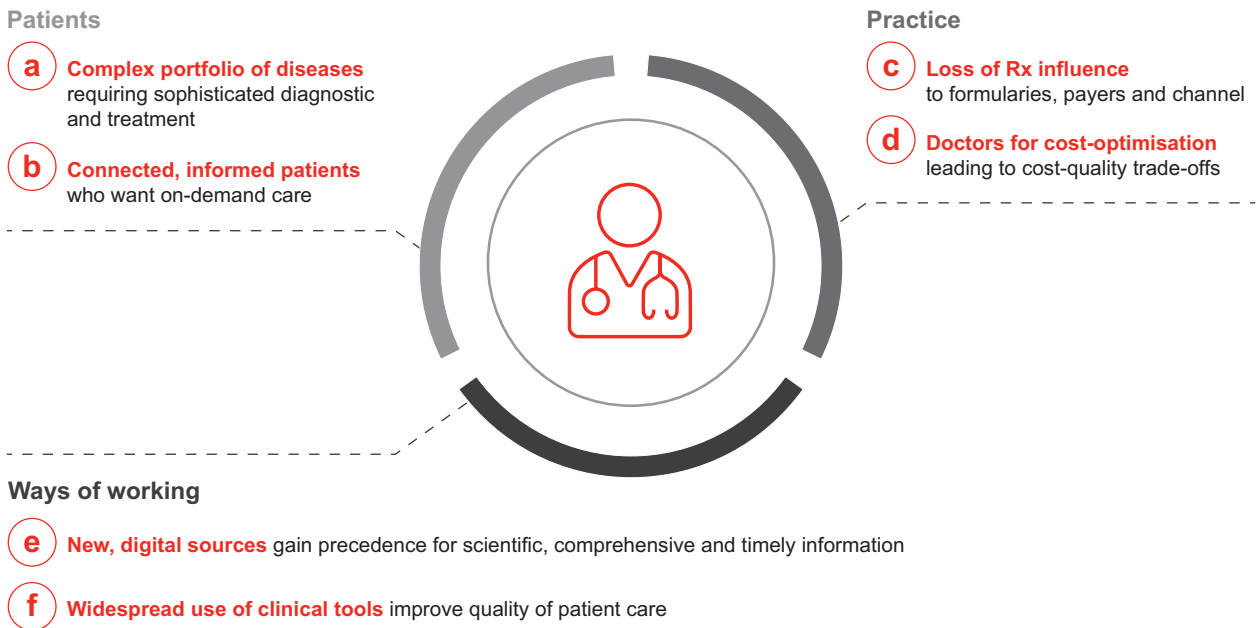 Patients
a
Complex portfolio of diseases
requiring sophisticated diagnostic
and treatment
b
Connected, informed patients
who want on-demand care
Practice
c
Loss of Rx influence
to formularies, payers and channel
d
Doctors for cost-optimisation
leading to cost-quality trade-offs
Ways of working
e
New, digital sources gain precedence for scientific, comprehensive and timely information
f
Widespread use of clinical tools improve quality of patient care